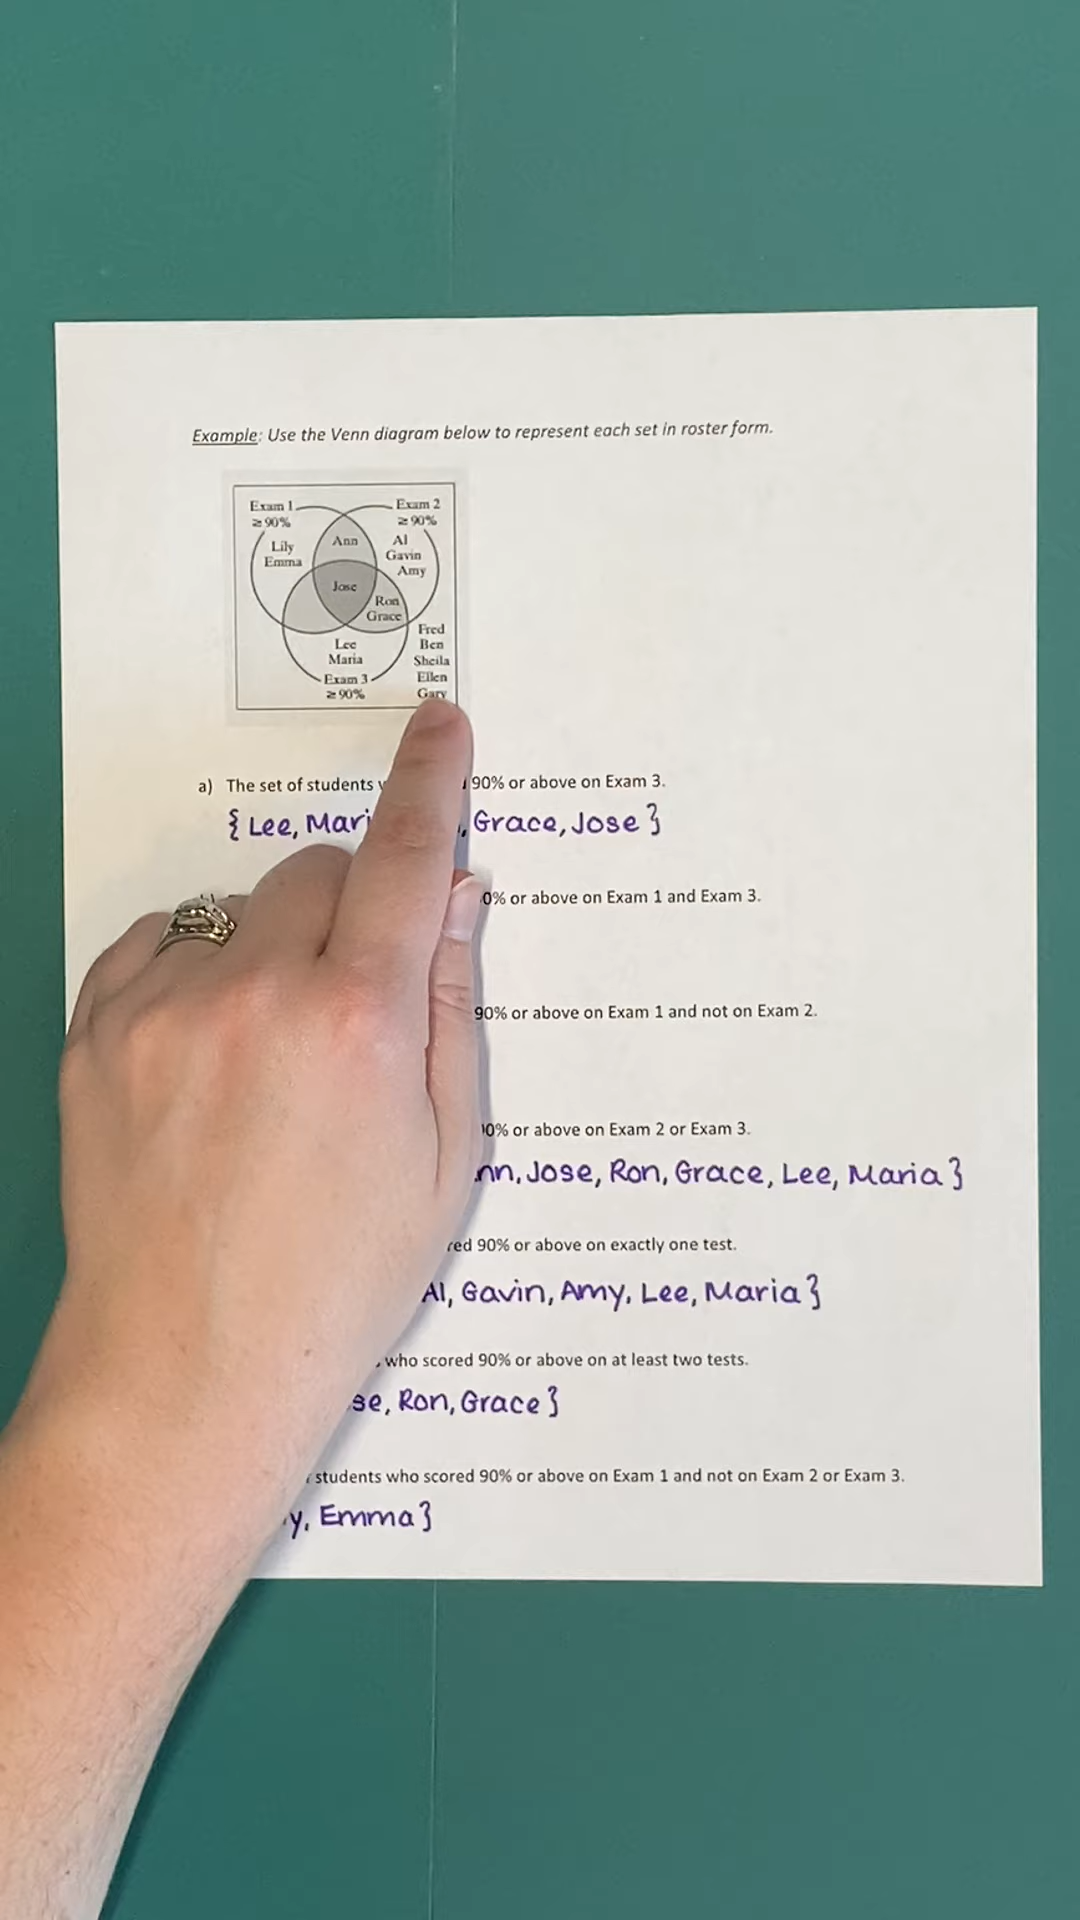 Example: Use the Venn diagram below to represent each set in roster form.
Exam 1
≥ 90%
Exam 2
≥ 90%
Lily
Emma
Ann
Al
Gavin
Amy
Jose
Ron
Grace
Lee
Maria
Exam 3
≥ 90%
Fred
Ben
Sheila
Ellen
Gary
a) The set of students 90% or above on Exam 3.
{ Lee, Grace, Jose }
0% or above on Exam 1 and Exam 3.
90% or above on Exam 1 and not on Exam 2.
0% or above on Exam 2 or Exam 3.
Jose, Ron, Grace, Lee, Maria }
90% or above on exactly one test.
Al, Gavin, Amy, Lee, Maria }
who scored 90% or above on at least two tests.
Ron, Grace }
students who scored 90% or above on Exam 1 and not on Exam 2 or Exam 3.
Emma }